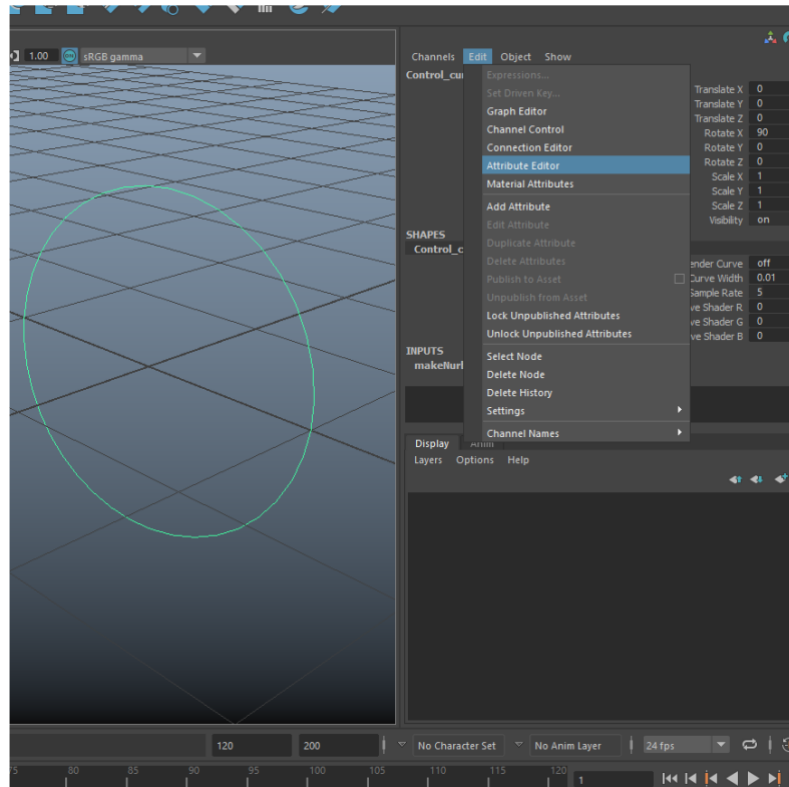 1.00 sRGB gamma
Channels Edit Object Show
Control_cur
Expressions...
Set Driven Key...
Graph Editor
Channel Control
Connection Editor
Attribute Editor
Material Attributes
Add Attribute
Edit Attribute
Duplicate Attribute
Delete Attributes
Publish to Asset
Unpublish from Asset
Lock Unpublished Attributes
Unlock Unpublished Attributes
Select Node
Delete Node
Delete History
Settings
Channel Names
Translate X 0
Translate Y 0
Translate Z 0
Rotate X 90
Rotate Y 0
Rotate Z 0
Scale X 1
Scale Y 1
Scale Z 1
Visibility on
SHAPES
Control_c
ender Curve off
Curve Width 0.01
Sample Rate 5
ve Shader R 0
ve Shader G 0
ve Shader B 0
INPUTS
makeNurl
Display Anim
Layers Options Help
120 200 No Character Set No Anim Layer 24 fps
75 80 85 90 95 100 105 110 115 120 1